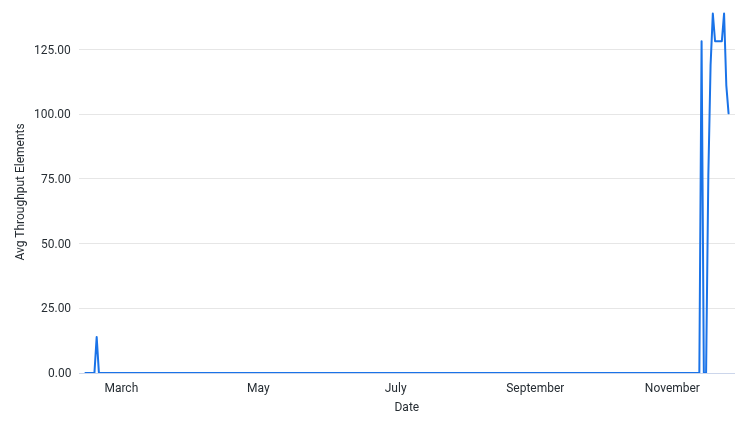 125.00
100.00
75.00
50.00
25.00
0.00
Avg Throughput Elements
March May July September November
Date